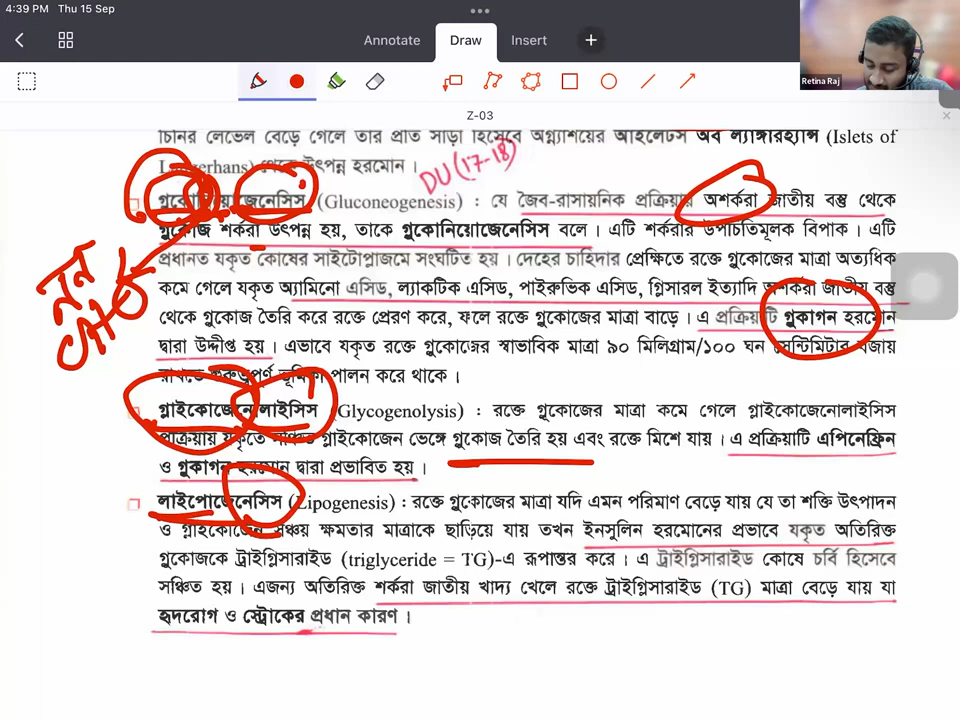 4:39 PM Thu 15 Sep
Annotate Draw Insert
Retina Raj
Z-03
চিনির লেভেল বেড়ে গেলে তার প্রতি সাড়া হিসেবে অগ্ন্যাশয়ের আইলেটস অব ল্যাঙ্গারহ্যান্স (Islets of
Langerhans) থেকে উৎপন্ন হরমোন।
DU (17-18)
গ্লুকোনিয়োজেনেসিস (Gluconeogenesis) : যে জৈব-রাসায়নিক প্রক্রিয়ায় অশর্করা জাতীয় বস্তু থেকে
গ্লুকোজ শর্করা উৎপন্ন হয়, তাকে গ্লুকোনিয়োজেনেসিস বলে। এটি শর্করার উপচিতিমূলক বিপাক। এটি
প্রধানত যকৃত কোষের সাইটোপ্লাজমে সংঘটিত হয়। দেহের চাহিদার প্রেক্ষিতে রক্তে গ্লুকোজের মাত্রা অত্যধিক
কমে গেলে যকৃত অ্যামিনো এসিড, ল্যাকটিক এসিড, পাইরুভিক এসিড, গ্লিসারল ইত্যাদি অশর্করা জাতীয় বস্তু
থেকে গ্লুকোজ তৈরি করে রক্তে প্রেরণ করে, ফলে রক্তে গ্লুকোজের মাত্রা বাড়ে। এ প্রক্রিয়াটি গ্লুকাগন হরমোন
দ্বারা উদ্দীপ্ত হয়। এভাবে যকৃত রক্তে গ্লুকোজের স্বাভাবিক মাত্রা ৯০ মিলিগ্রাম/১০০ ঘন সেন্টিমিটার বজায়
রাখতে গুরুত্বপূর্ণ ভূমিকা পালন করে থাকে।
নন
গ্লাইকোজেনোলাইসিস (Glycogenolysis) : রক্তে গ্লুকোজের মাত্রা কমে গেলে গ্লাইকোজেনোলাইসিস
প্রক্রিয়ায় যকৃতে সঞ্চিত গ্লাইকোজেন ভেঙ্গে গ্লুকোজ তৈরি হয় এবং রক্তে মিশে যায়। এ প্রক্রিয়াটি এপিনেফ্রিন
ও গ্লুকাগন হরমোন দ্বারা প্রভাবিত হয়।
লাইপোজেনেসিস (Lipogenesis) : রক্তে গ্লুকোজের মাত্রা যদি এমন পরিমাণ বেড়ে যায় যে তা শক্তি উৎপাদন
ও গ্লাইকোজেন সঞ্চয় ক্ষমতার মাত্রাকে ছাড়িয়ে যায় তখন ইনসুলিন হরমোনের প্রভাবে যকৃত অতিরিক্ত
গ্লুকোজকে ট্রাইগ্লিসারাইড (triglyceride = TG)-এ রূপান্তর করে। এ ট্রাইগ্লিসারাইড কোষে চর্বি হিসেবে
সঞ্চিত হয়। এজন্য অতিরিক্ত শর্করা জাতীয় খাদ্য খেলে রক্তে ট্রাইগ্লিসারাইড (TG) মাত্রা বেড়ে যায় যা
হৃদরোগ ও স্ট্রোকের প্রধান কারণ।